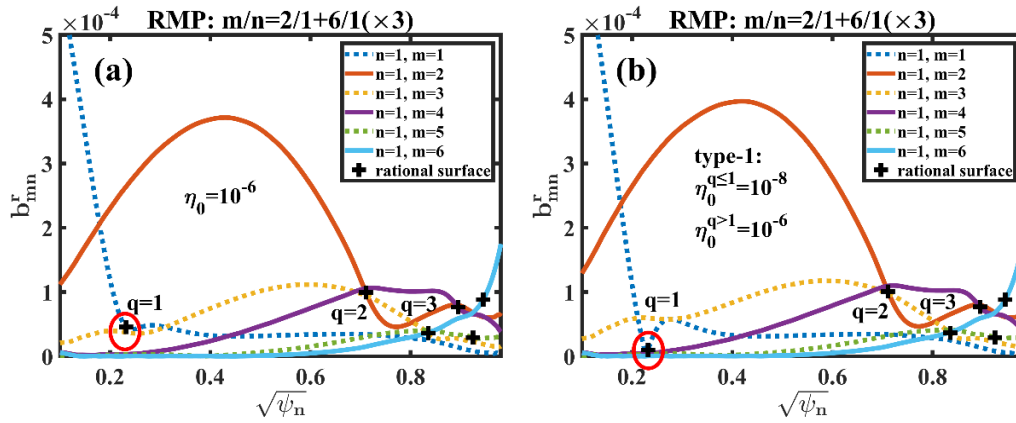 RMP: m/n=2/1+6/1(×3)
×10⁻⁴
(a)
n=1, m=1
n=1, m=2
n=1, m=3
n=1, m=4
n=1, m=5
n=1, m=6
rational surface
η₀=10⁻⁶
q=1
q=2
q=3
5
4
3
2
1
0
bʳₘₙ
0.2 0.4 0.6 0.8
√ψₙ
RMP: m/n=2/1+6/1(×3)
×10⁻⁴
(b)
n=1, m=1
n=1, m=2
n=1, m=3
n=1, m=4
n=1, m=5
n=1, m=6
rational surface
type-1:
η₀^q≤1=10⁻⁸
η₀^q>1=10⁻⁶
q=1
q=2
q=3
5
4
3
2
1
0
bʳₘₙ
0.2 0.4 0.6 0.8
√ψₙ